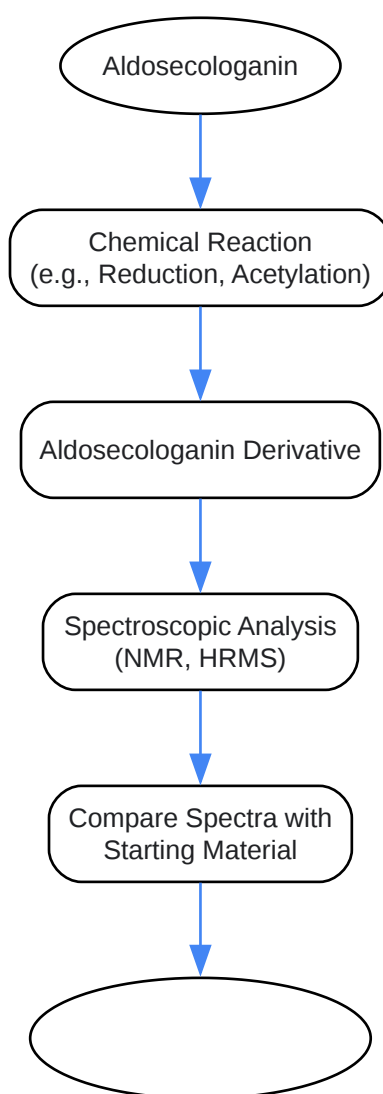 Aldosecologanin
Chemical Reaction
(e.g., Reduction, Acetylation)
Aldosecologanin Derivative
Spectroscopic Analysis
(NMR, HRMS)
Compare Spectra with
Starting Material